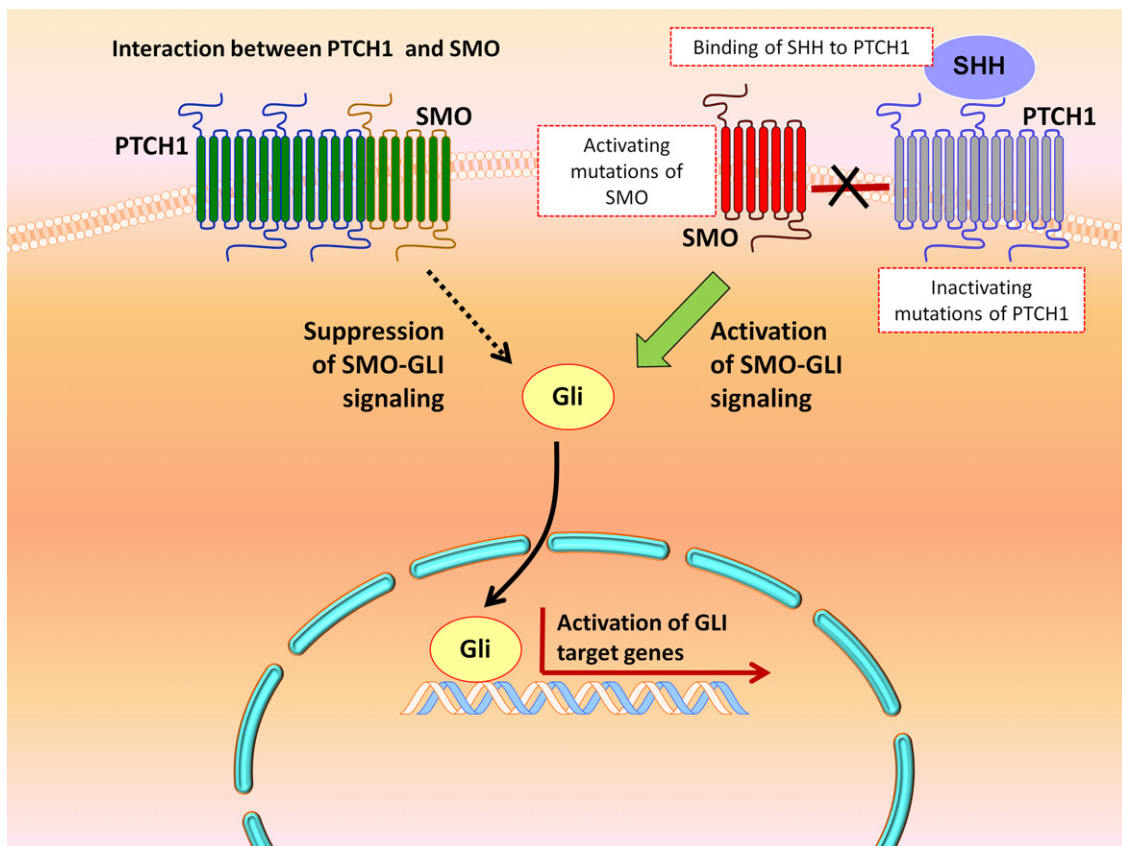 Interaction between PTCH1 and SMO
PTCH1
SMO
Binding of SHH to PTCH1
SHH
PTCH1
Activating
mutations of
SMO
SMO
Inactivating
mutations of PTCH1
Suppression
of SMO-GLI
signaling
Activation
of SMO-GLI
signaling
Gli
Gli
Activation of GLI
target genes